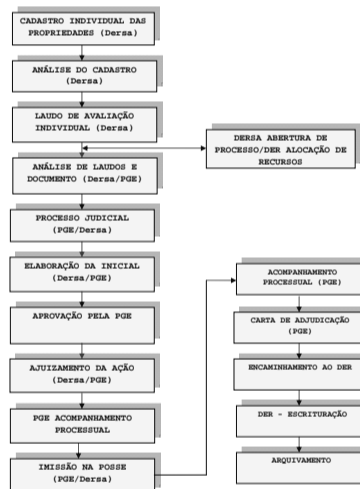 CADASTRO INDIVIDUAL DAS
PROPRIEDADES (Dersa)
ANÁLISE DO CADASTRO
(Dersa)
LAUDO DE AVALIAÇÃO
INDIVIDUAL (Dersa)
DERSA ABERTURA DE
PROCESSO/DER ALOCAÇÃO DE
RECURSOS
ANÁLISE DE LAUDOS E
DOCUMENTO (Dersa/PGE)
PROCESSO JUDICIAL
(PGE/Dersa)
ELABORAÇÃO DA INICIAL
(Dersa/PGE)
APROVAÇÃO PELA PGE
AJUIZAMENTO DA AÇÃO
(Dersa/PGE)
PGE ACOMPANHAMENTO
PROCESSUAL
IMISSÃO NA POSSE
(PGE/Dersa)
ACOMPANHAMENTO
PROCESSUAL (PGE)
CARTA DE ADJUDICAÇÃO
(PGE)
ENCAMINHAMENTO AO DER
DER - ESCRITURAÇÃO
ARQUIVAMENTO